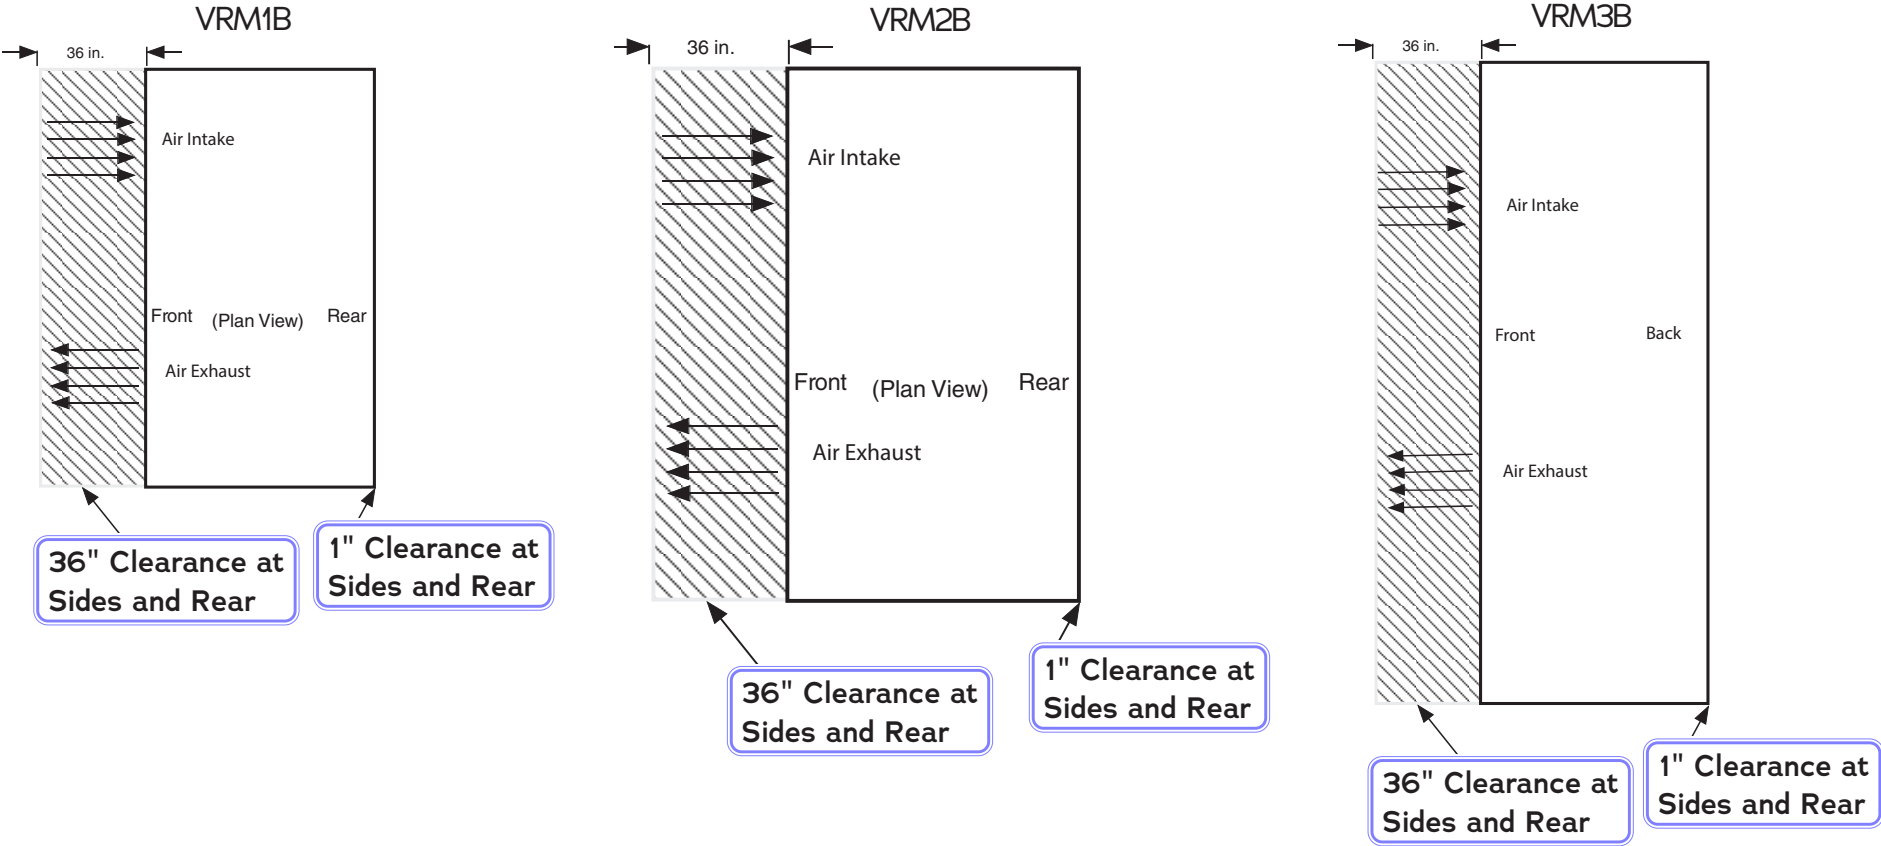 VRM1B
36 in.
Air Intake
Front (Plan View) Rear
Air Exhaust
36" Clearance at
Sides and Rear
1" Clearance at
Sides and Rear
VRM2B
36 in.
Air Intake
Front (Plan View) Rear
Air Exhaust
36" Clearance at
Sides and Rear
1" Clearance at
Sides and Rear
VRM3B
36 in.
Air Intake
Front Back
Air Exhaust
36" Clearance at
Sides and Rear
1" Clearance at
Sides and Rear